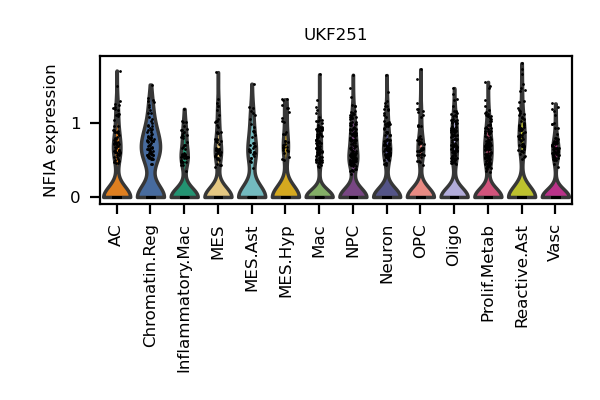 UKF251
NFIA expression
1
0
AC
Chromatin.Reg
Inflammatory.Mac
MES
MES.Ast
MES.Hyp
Mac
NPC
Neuron
OPC
Oligo
Prolif.Metab
Reactive.Ast
Vasc